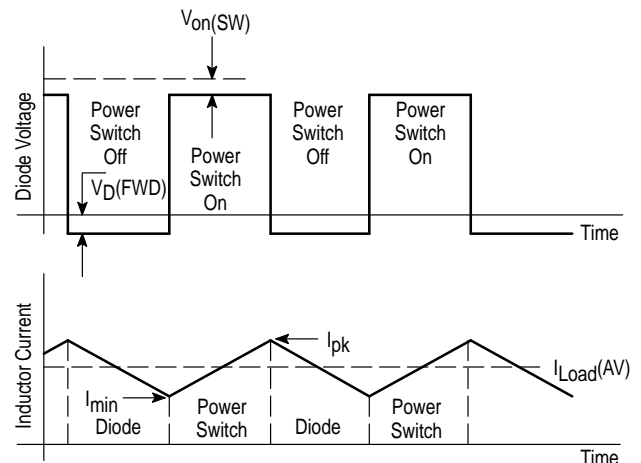 Von(SW)
Diode Voltage
Power
Switch
Off
Power
Switch
On
Power
Switch
Off
Power
Switch
On
VD(FWD)
Time
Inductor Current
Ipk
ILoad(AV)
Imin
Diode
Power
Switch
Diode
Power
Switch
Time